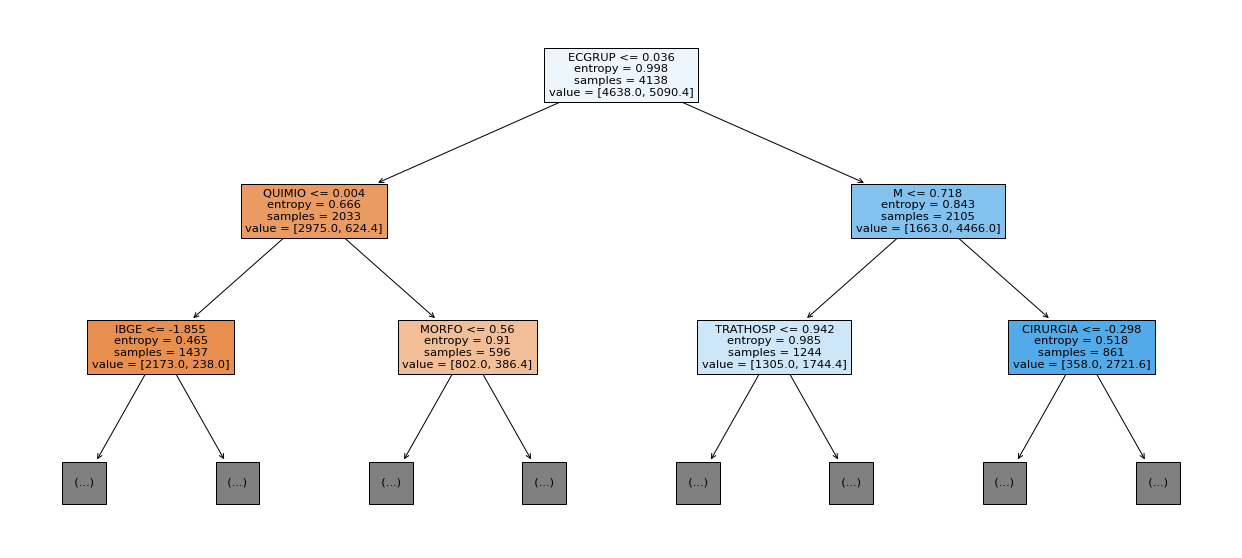 ECGRUP <= 0.036
entropy = 0.998
samples = 4138
value = [4638.0, 5090.4]
QUIMIO <= 0.004
entropy = 0.666
samples = 2033
value = [2975.0, 624.4]
M <= 0.718
entropy = 0.843
samples = 2105
value = [1663.0, 4466.0]
IBGE <= -1.855
entropy = 0.465
samples = 1437
value = [2173.0, 238.0]
MORFO <= 0.56
entropy = 0.91
samples = 596
value = [802.0, 386.4]
TRATHOSP <= 0.942
entropy = 0.985
samples = 1244
value = [1305.0, 1744.4]
CIRURGIA <= -0.298
entropy = 0.518
samples = 861
value = [358.0, 2721.6]
(...)
(...)
(...)
(...)
(...)
(...)
(...)
(...)